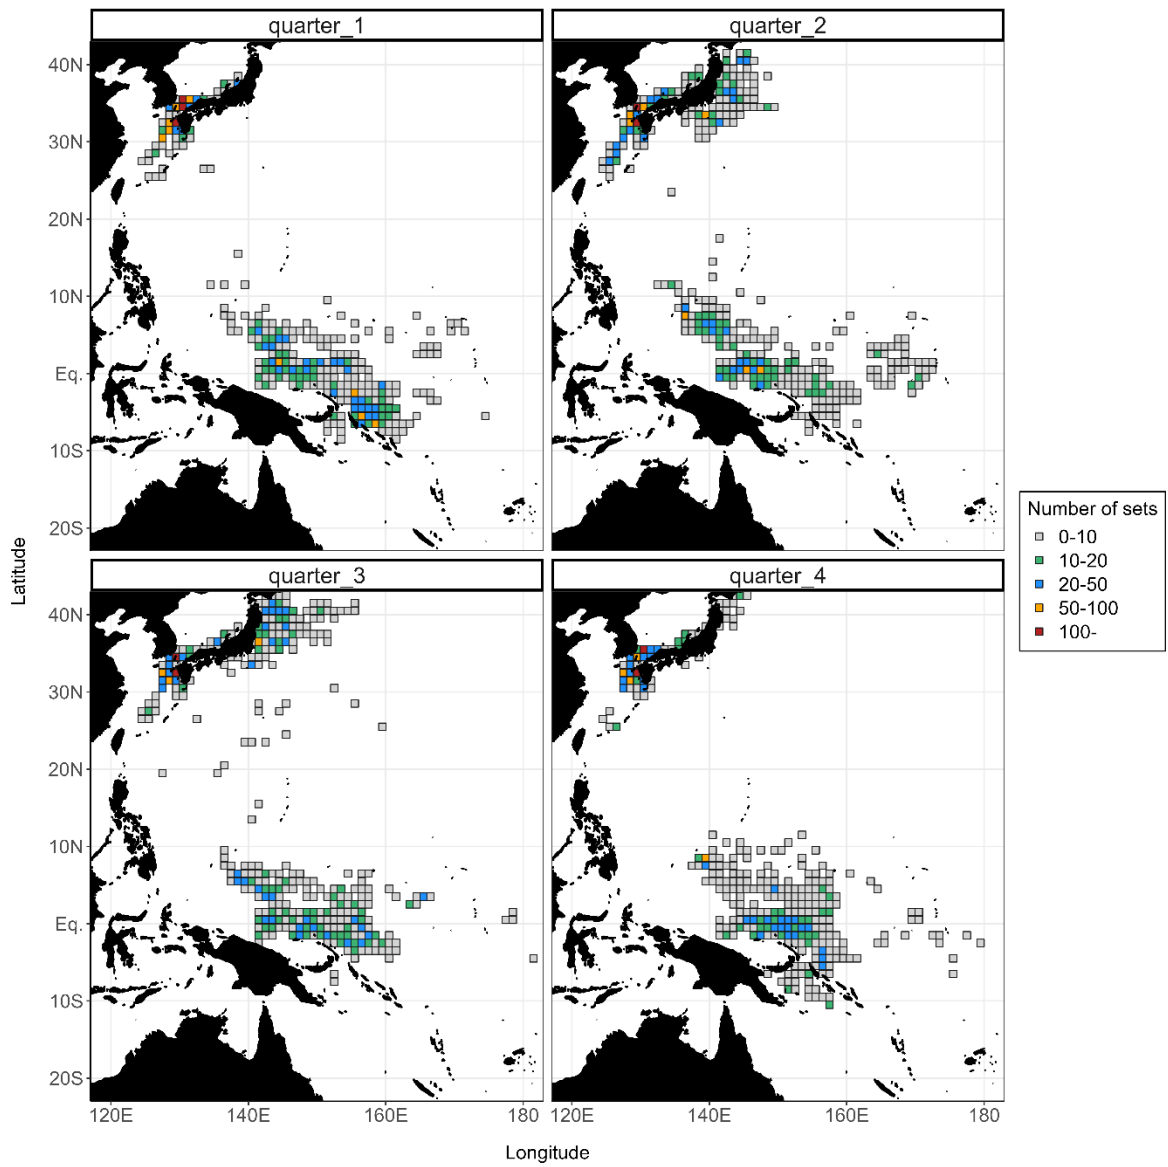 quarter_1
quarter_2
40N
30N
20N
10N
Eq.
10S
20S
quarter_3
quarter_4
40N
30N
20N
10N
Eq.
10S
20S
120E 140E 160E 180
120E 140E 160E 180
Latitude
Longitude
Number of sets
0-10
10-20
20-50
50-100
100-